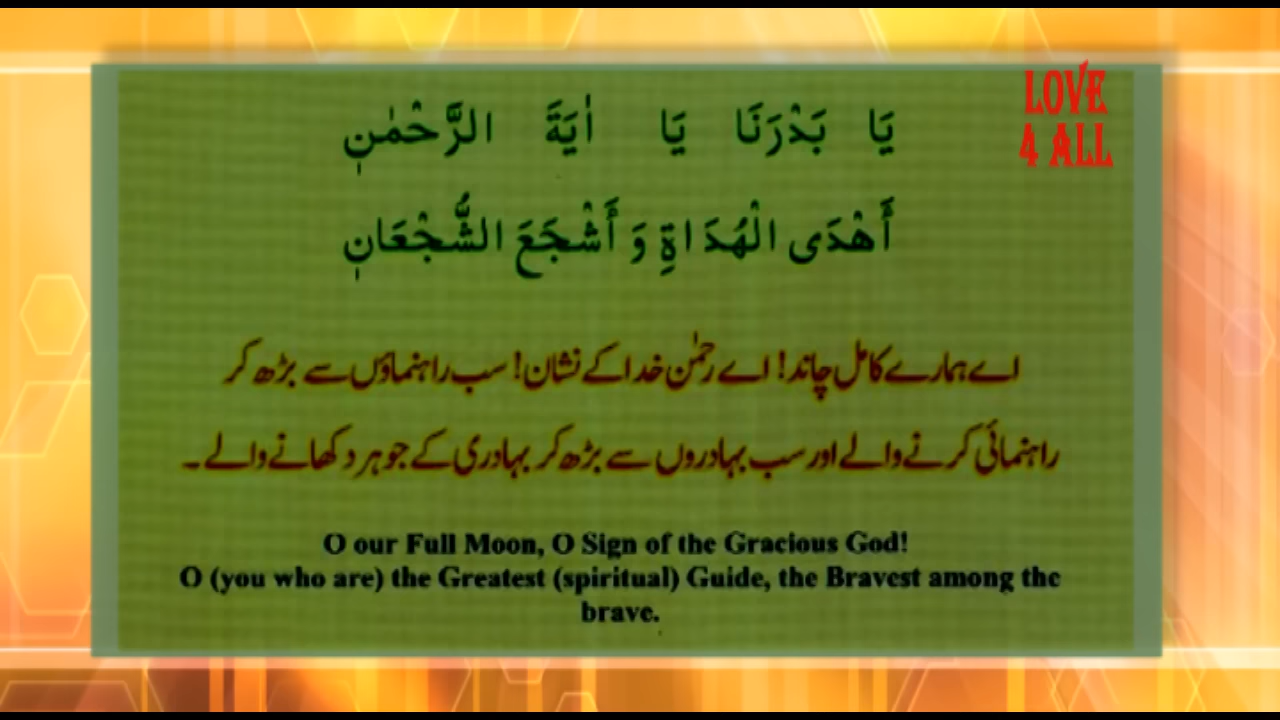 يَا بَدْرَنَا يَا اٰيَةَ الرَّحْمٰنِ
أَهْدَى الْهُدَاةِ وَ أَشْجَعَ الشُّجْعَانِ
اے ہمارے کامل چاند! اے رحمٰن خدا کے نشان! سب راہنماؤں سے بڑھ کر
راہنمائی کرنے والے اور سب بہادروں سے بڑھ کر بہادری کے جوہر دکھانے والے ۔
O our Full Moon, O Sign of the Gracious God!
O (you who are) the Greatest (spiritual) Guide, the Bravest among the
brave.
LOVE
4 ALL